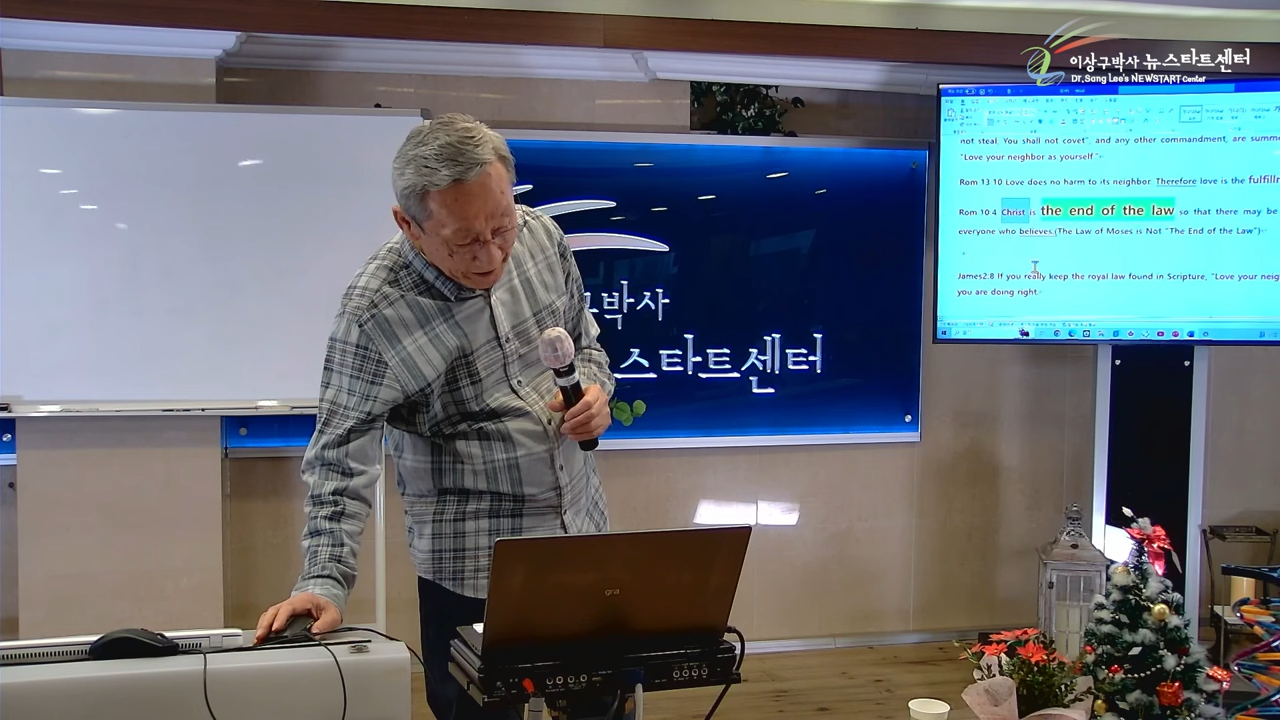 이상구박사 뉴스타트센터
Dr. Sang Lee's NEWSTART Center
not steal. You shall not covet", and any other commandment, are summe
"Love your neighbor as yourself."
Rom 13 10 Love does no harm to its neighbor. Therefore love is the fulfillm
Rom 10 4 Christ is the end of the law so that there may be
everyone who believes.(The Law of Moses is Not "The End of the Law")
James2.8 If you really keep the royal law found in Scripture, "Love your neig
you are doing right.
구박사
스타트센터
gram